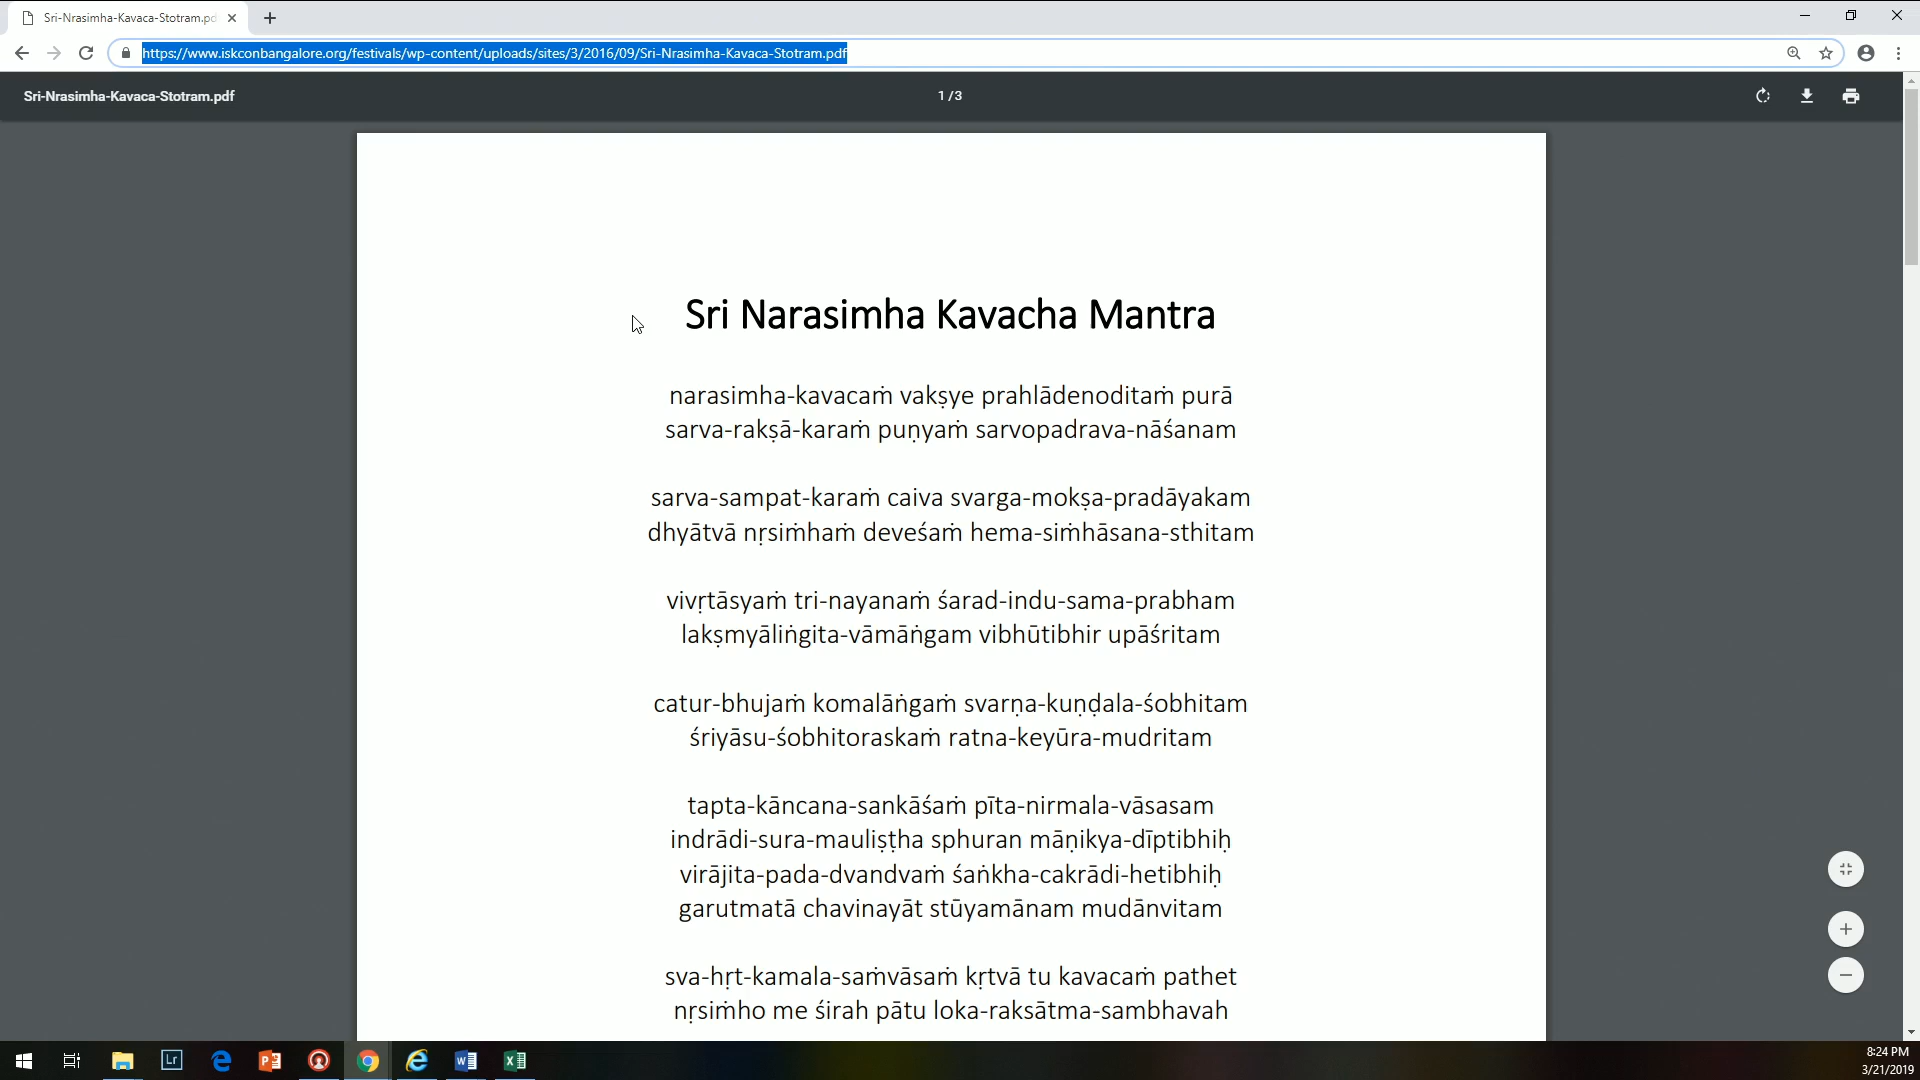 Sri-Nrasimha-Kavaca-Stotram.pd
https://www.iskconbangalore.org/festivals/wp-content/uploads/sites/3/2016/09/Sri-Nrasimha-Kavaca-Stotram.pdf
Sri-Nrasimha-Kavaca-Stotram.pdf
1 / 3
Sri Narasimha Kavacha Mantra
narasimha-kavacaṁ vakṣye prahlādenoditaṁ purā
sarva-rakṣā-karaṁ puṇyaṁ sarvopadrava-nāśanam
sarva-sampat-karaṁ caiva svarga-mokṣa-pradāyakam
dhyātvā nṛsiṁhaṁ deveśaṁ hema-siṁhāsana-sthitam
vivṛtāsyaṁ tri-nayanaṁ śarad-indu-sama-prabham
lakṣmyāliṅgita-vāmāṅgam vibhūtibhir upāśritam
catur-bhujaṁ komalāṅgaṁ svarṇa-kuṇḍala-śobhitam
śriyāsu-śobhitoraskaṁ ratna-keyūra-mudritam
tapta-kāncana-sankāśaṁ pīta-nirmala-vāsasam
indrādi-sura-mauliṣṭha sphuran māṇikya-dīptibhiḥ
virājita-pada-dvandvaṁ śaṅkha-cakrādi-hetibhiḥ
garutmatā chavinayāt stūyamānam mudānvitam
sva-hṛt-kamala-saṁvāsaṁ kṛtvā tu kavacaṁ pathet
nṛsiṁho me śirah pātu loka-raksātma-sambhavah
Lr
8:24 PM
3/21/2019